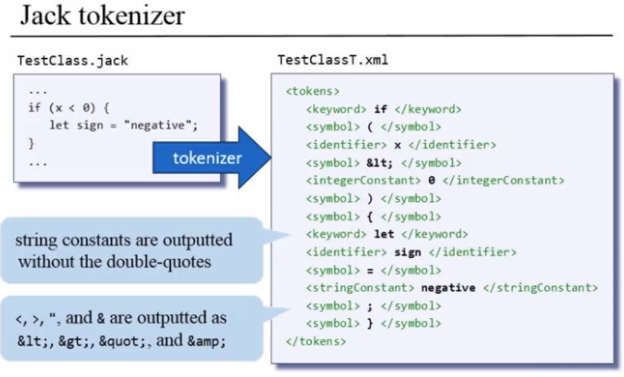 Jack tokenizer
TestClass.jack
...
if (x < 0) {
let sign = "negative";
}
...
tokenizer
TestClassT.xml
<tokens>
<keyword> if </keyword>
<symbol> ( </symbol>
<identifier> x </identifier>
<symbol> &lt; </symbol>
<integerConstant> 0 </integerConstant>
<symbol> ) </symbol>
<symbol> { </symbol>
<keyword> let </keyword>
<identifier> sign </identifier>
<symbol> = </symbol>
<stringConstant> negative </stringConstant>
<symbol> ; </symbol>
<symbol> } </symbol>
</tokens>
string constants are outputted
without the double-quotes
<, >, ", and & are outputted as
&lt;, &gt;, &quot;, and &amp;